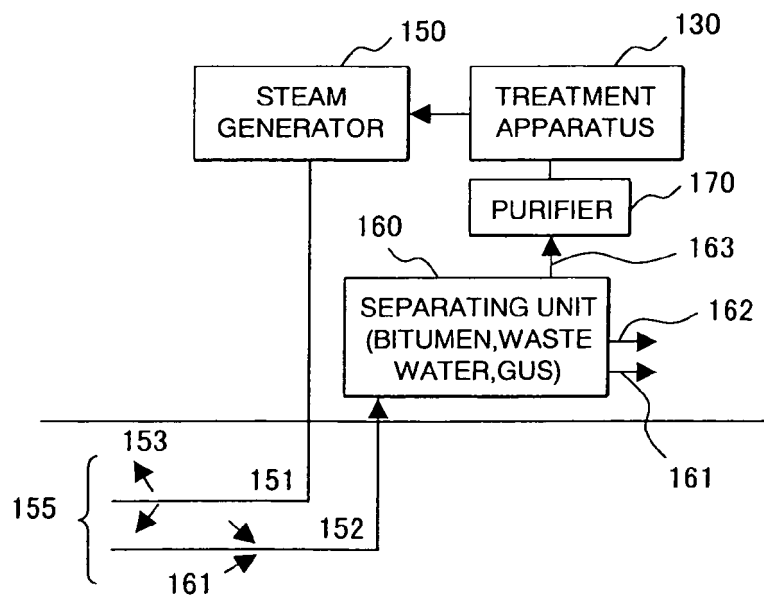 150
130
STEAM
GENERATOR
TREATMENT
APPARATUS
170
PURIFIER
160
163
SEPARATING UNIT
(BITUMEN,WASTE
WATER,GUS)
162
161
153
151
155
152
161